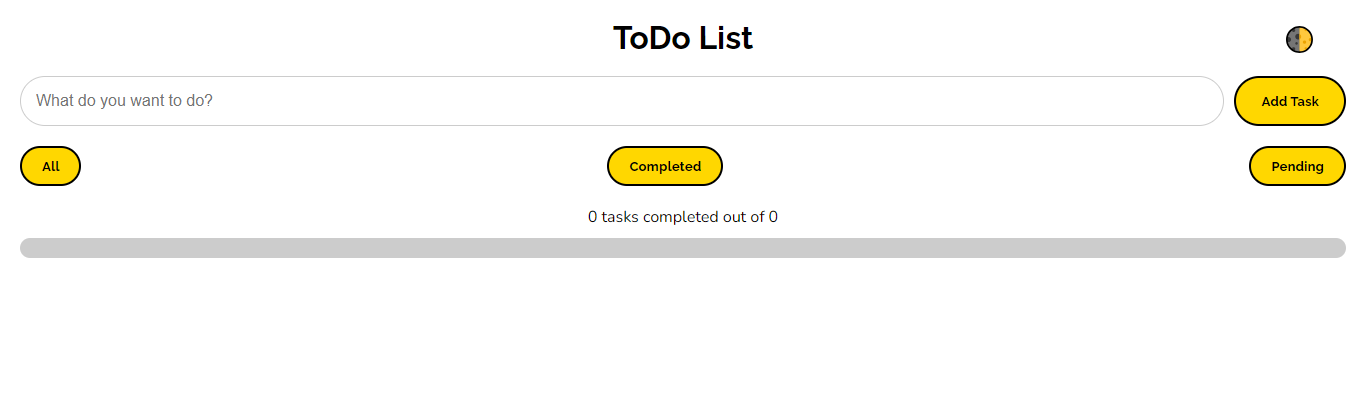 ToDo List
What do you want to do?
Add Task
All
Completed
Pending
0 tasks completed out of 0